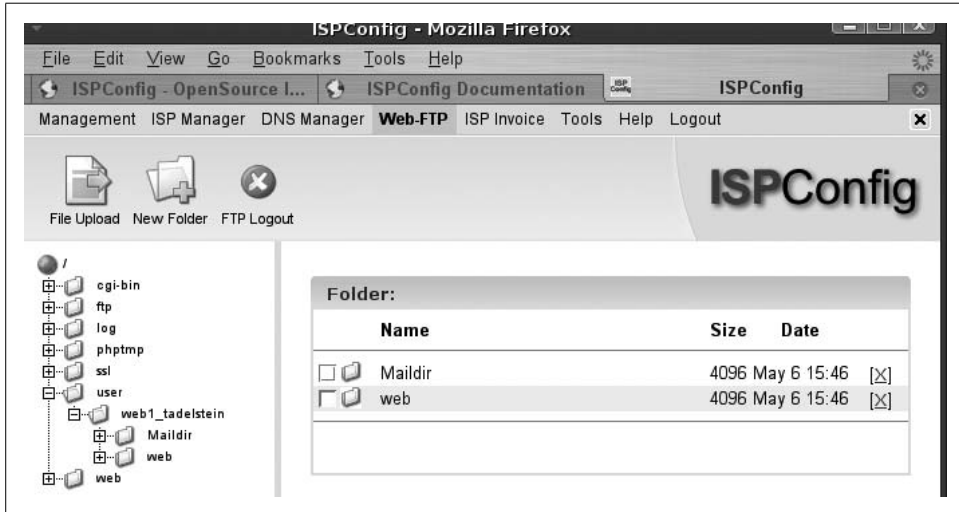 ISPConfig - Mozilla Firefox
File Edit View Go Bookmarks Tools Help
ISPConfig - OpenSource I... ISPConfig Documentation ISP Config ISPConfig
Management ISP Manager DNS Manager Web-FTP ISP Invoice Tools Help Logout
File Upload New Folder FTP Logout
ISPConfig
/
cgi-bin
ftp
log
phptmp
ssl
user
web1_tadelstein
Maildir
web
web
Folder:
Name Size Date
Maildir 4096 May 6 15:46 [X]
web 4096 May 6 15:46 [X]